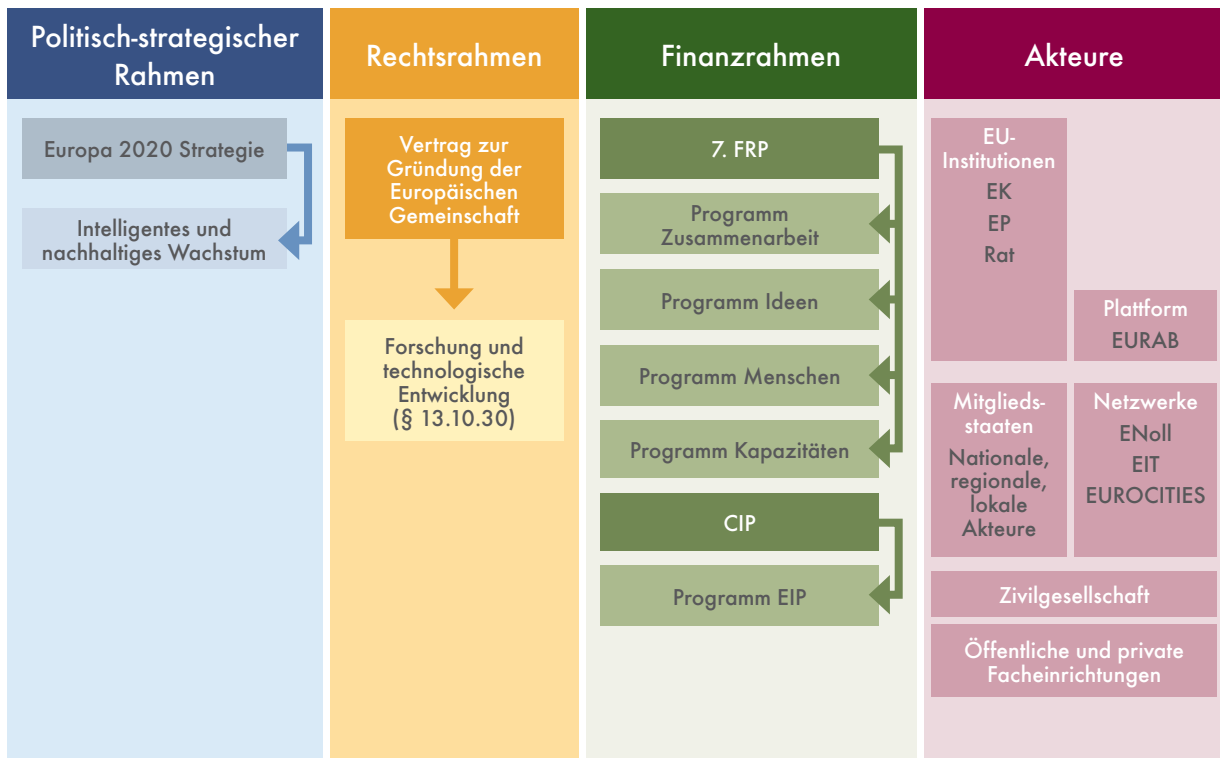 Politisch-strategischer
Rahmen
Europa 2020 Strategie
Intelligentes und
nachhaltiges Wachstum
Rechtsrahmen
Vertrag zur
Gründung der
Europäischen
Gemeinschaft
Forschung und
technologische
Entwicklung
(§ 13.10.30)
Finanzrahmen
7. FRP
Programm
Zusammenarbeit
Programm Ideen
Programm Menschen
Programm Kapazitäten
CIP
Programm EIP
Akteure
EU-
Institutionen
EK
EP
Rat
Plattform
EURAB
Mitglieds-
staaten
Nationale,
regionale,
lokale
Akteure
Netzwerke
ENoll
EIT
EUROCITIES
Zivilgesellschaft
Öffentliche und private
Facheinrichtungen